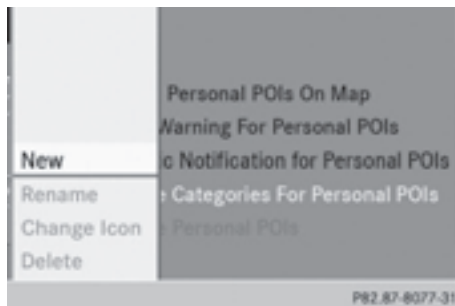 Personal POIs On Map
Warning For Personal POIs
New
c Notification for Personal POIs
Rename
e Categories For Personal POIs
Change Icon
e Personal POIs
Delete
P82.87-8077-31